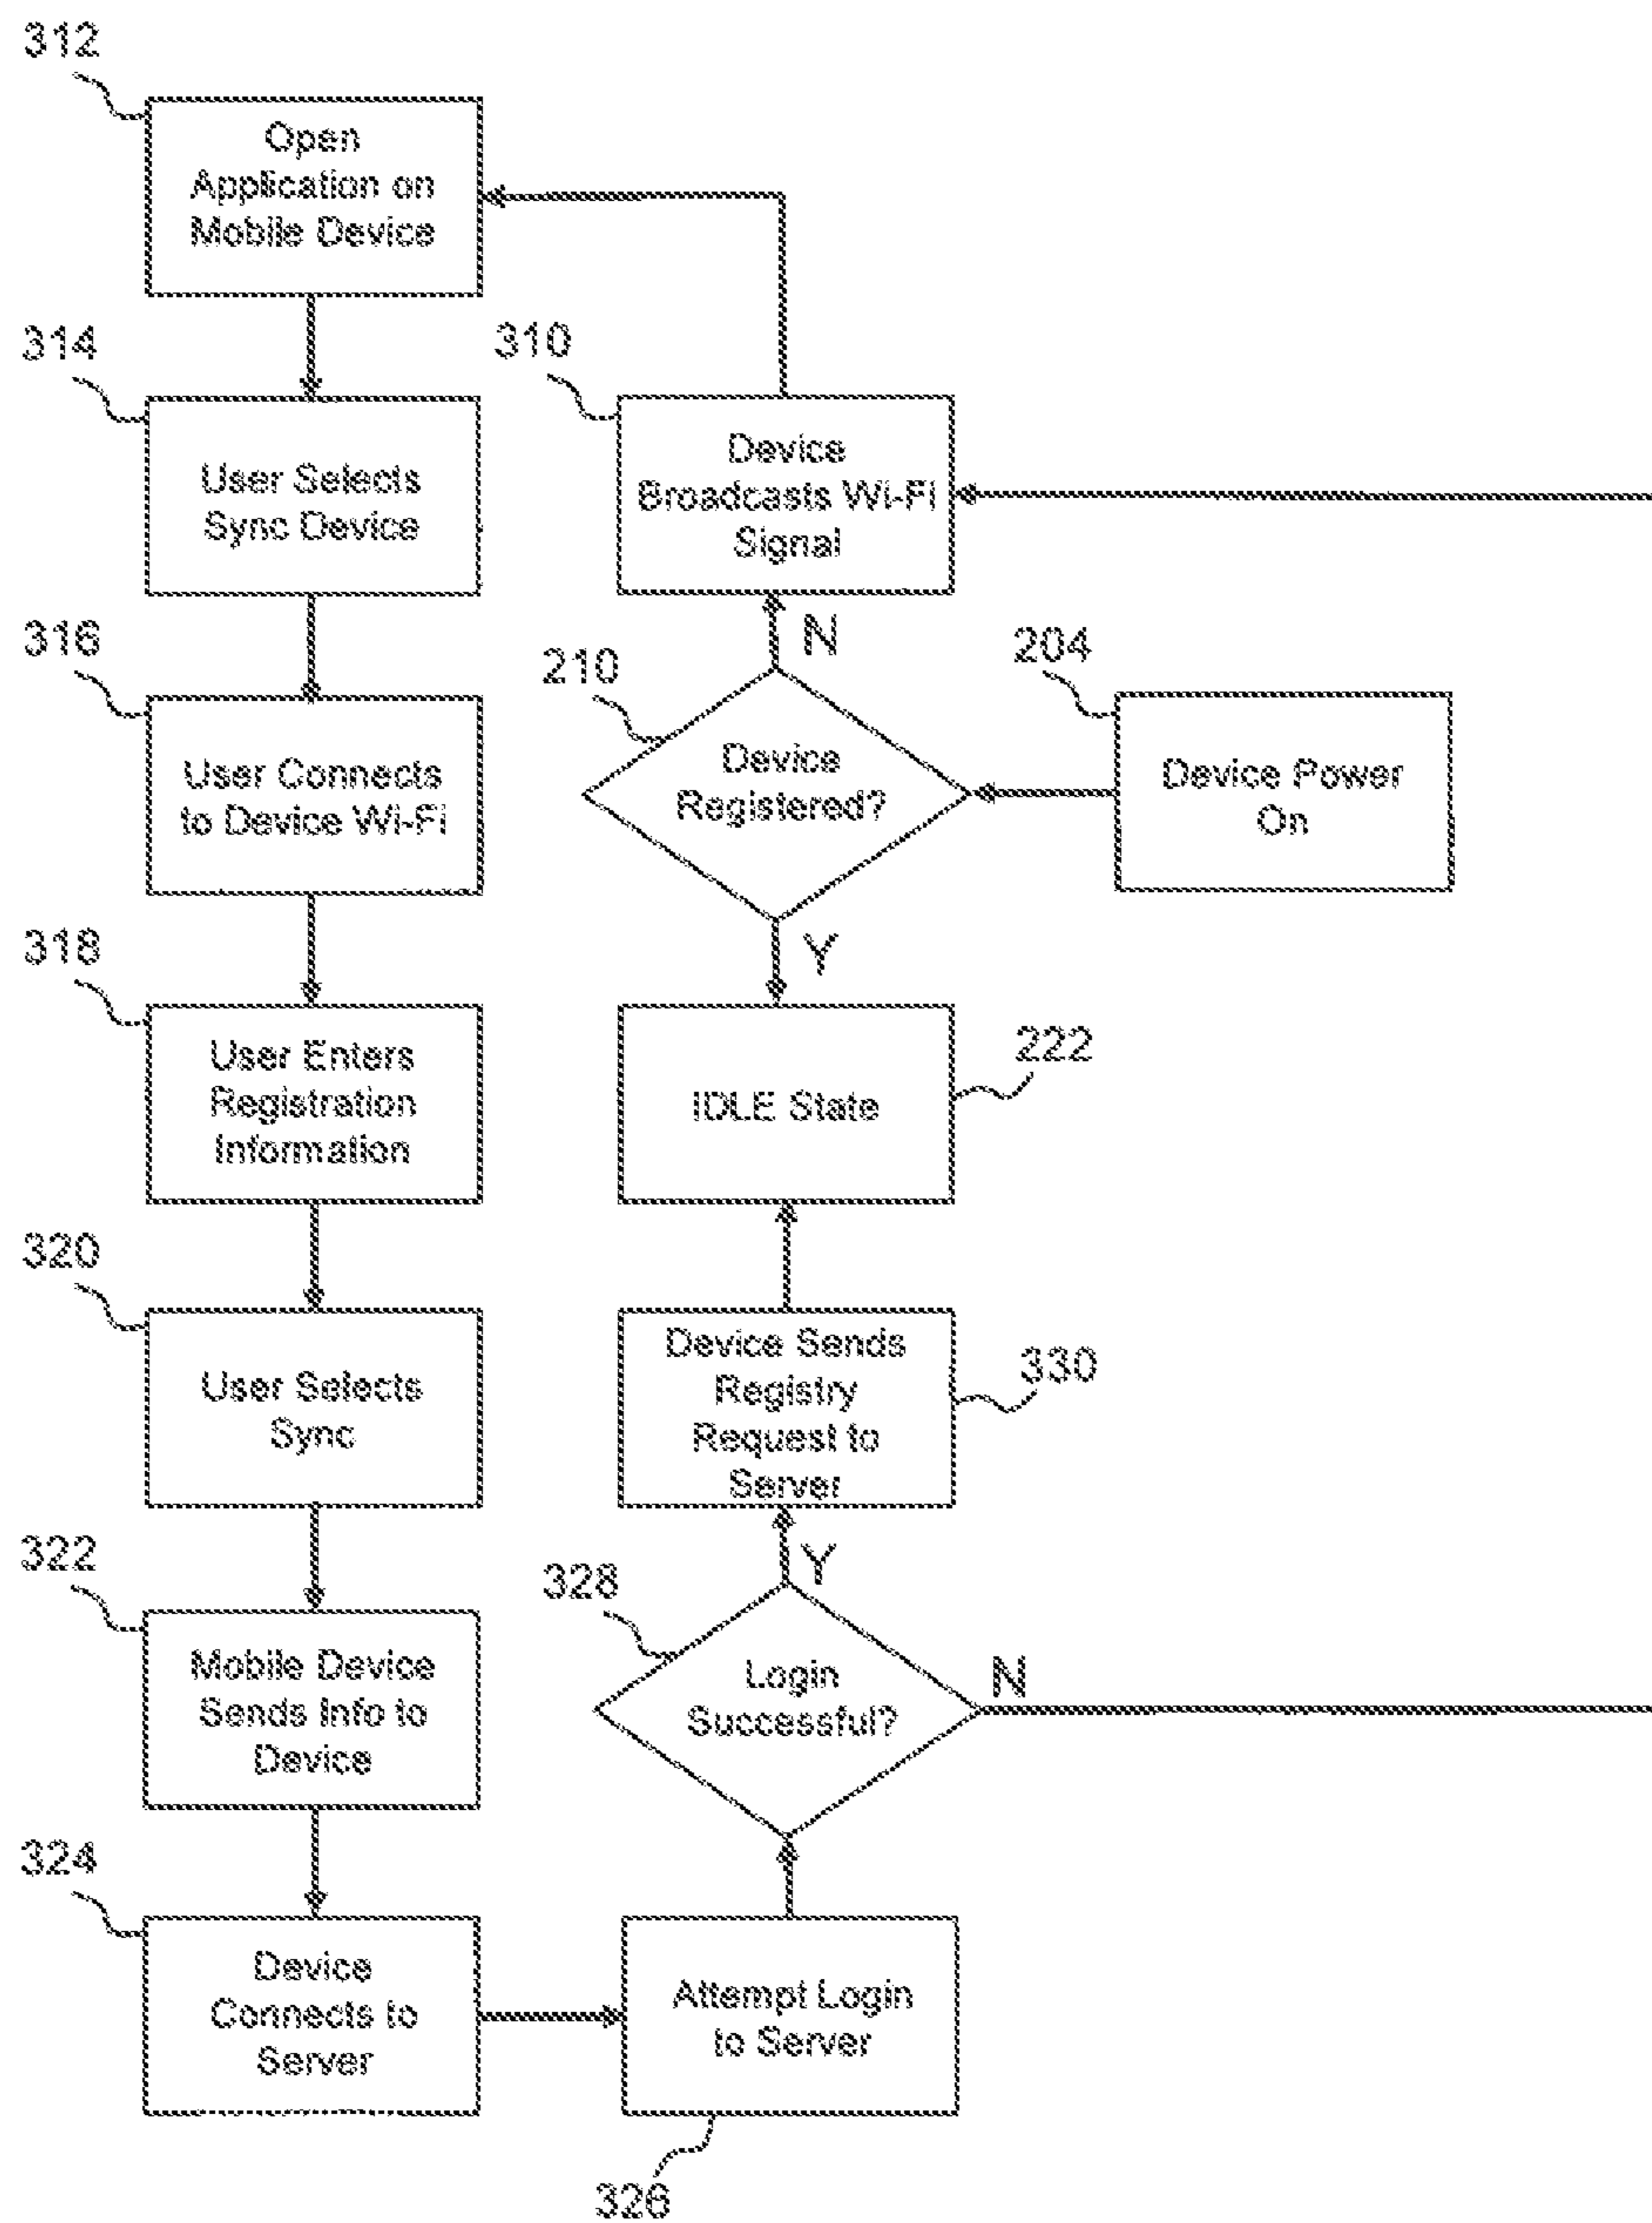 312
Open
Application on
Mobile Device
314
User Selects
Sync Device
310
Device
Broadcasts Wi-Fi
Signal
N
316
User Connects
to Device Wi-Fi
210
Device
Registered?
204
Device Power
On
Y
318
User Enters
Registration
Information
IDLE State
222
320
User Selects
Sync
Device Sends
Registry
Request to
Server
330
Y
322
Mobile Device
Sends Info to
Device
328
Login
Successful?
N
324
Device
Connects to
Server
Attempt Login
to Server
326